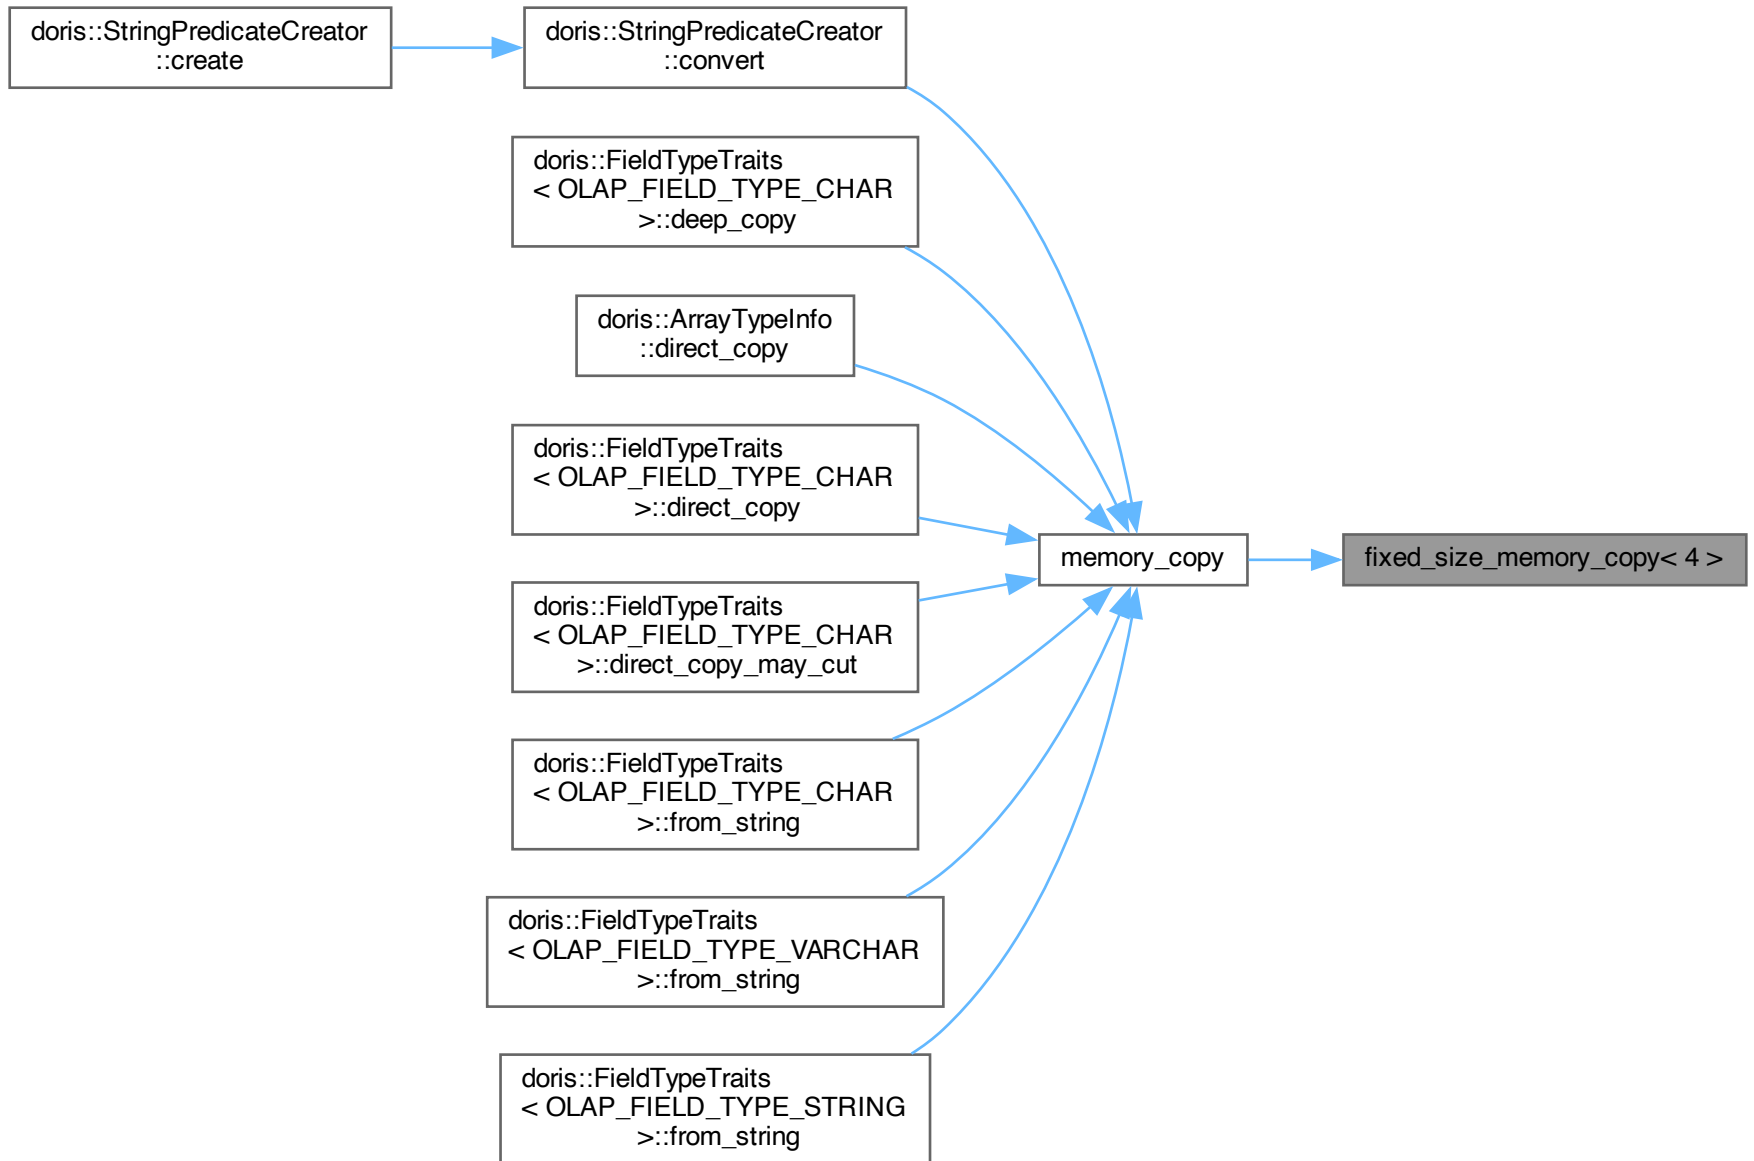 doris::StringPredicateCreator
::create
doris::StringPredicateCreator
::convert
doris::FieldTypeTraits
< OLAP_FIELD_TYPE_CHAR
>::deep_copy
doris::ArrayTypeInfo
::direct_copy
doris::FieldTypeTraits
< OLAP_FIELD_TYPE_CHAR
>::direct_copy
memory_copy
fixed_size_memory_copy< 4 >
doris::FieldTypeTraits
< OLAP_FIELD_TYPE_CHAR
>::direct_copy_may_cut
doris::FieldTypeTraits
< OLAP_FIELD_TYPE_CHAR
>::from_string
doris::FieldTypeTraits
< OLAP_FIELD_TYPE_VARCHAR
>::from_string
doris::FieldTypeTraits
< OLAP_FIELD_TYPE_STRING
>::from_string